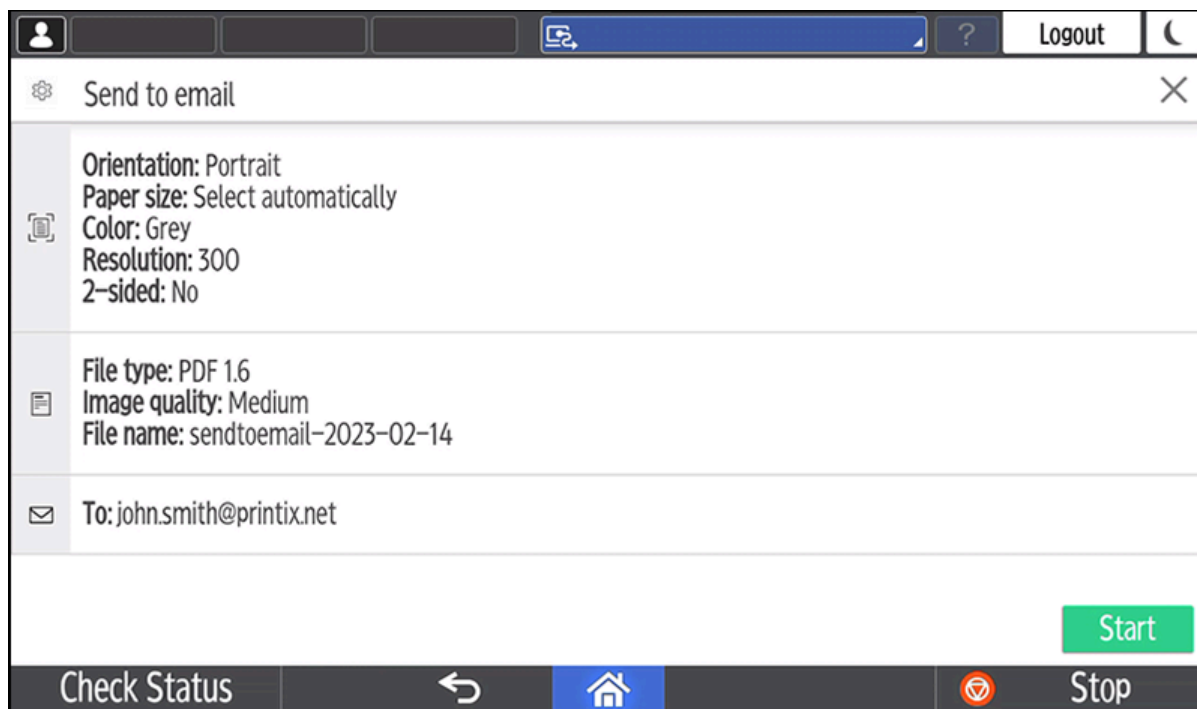 ? Logout
Send to email
Orientation: Portrait
Paper size: Select automatically
Color: Grey
Resolution: 300
2-sided: No
File type: PDF 1.6
Image quality: Medium
File name: sendtoemail-2023-02-14
To: john.smith@printix.net
Start
Check Status Stop